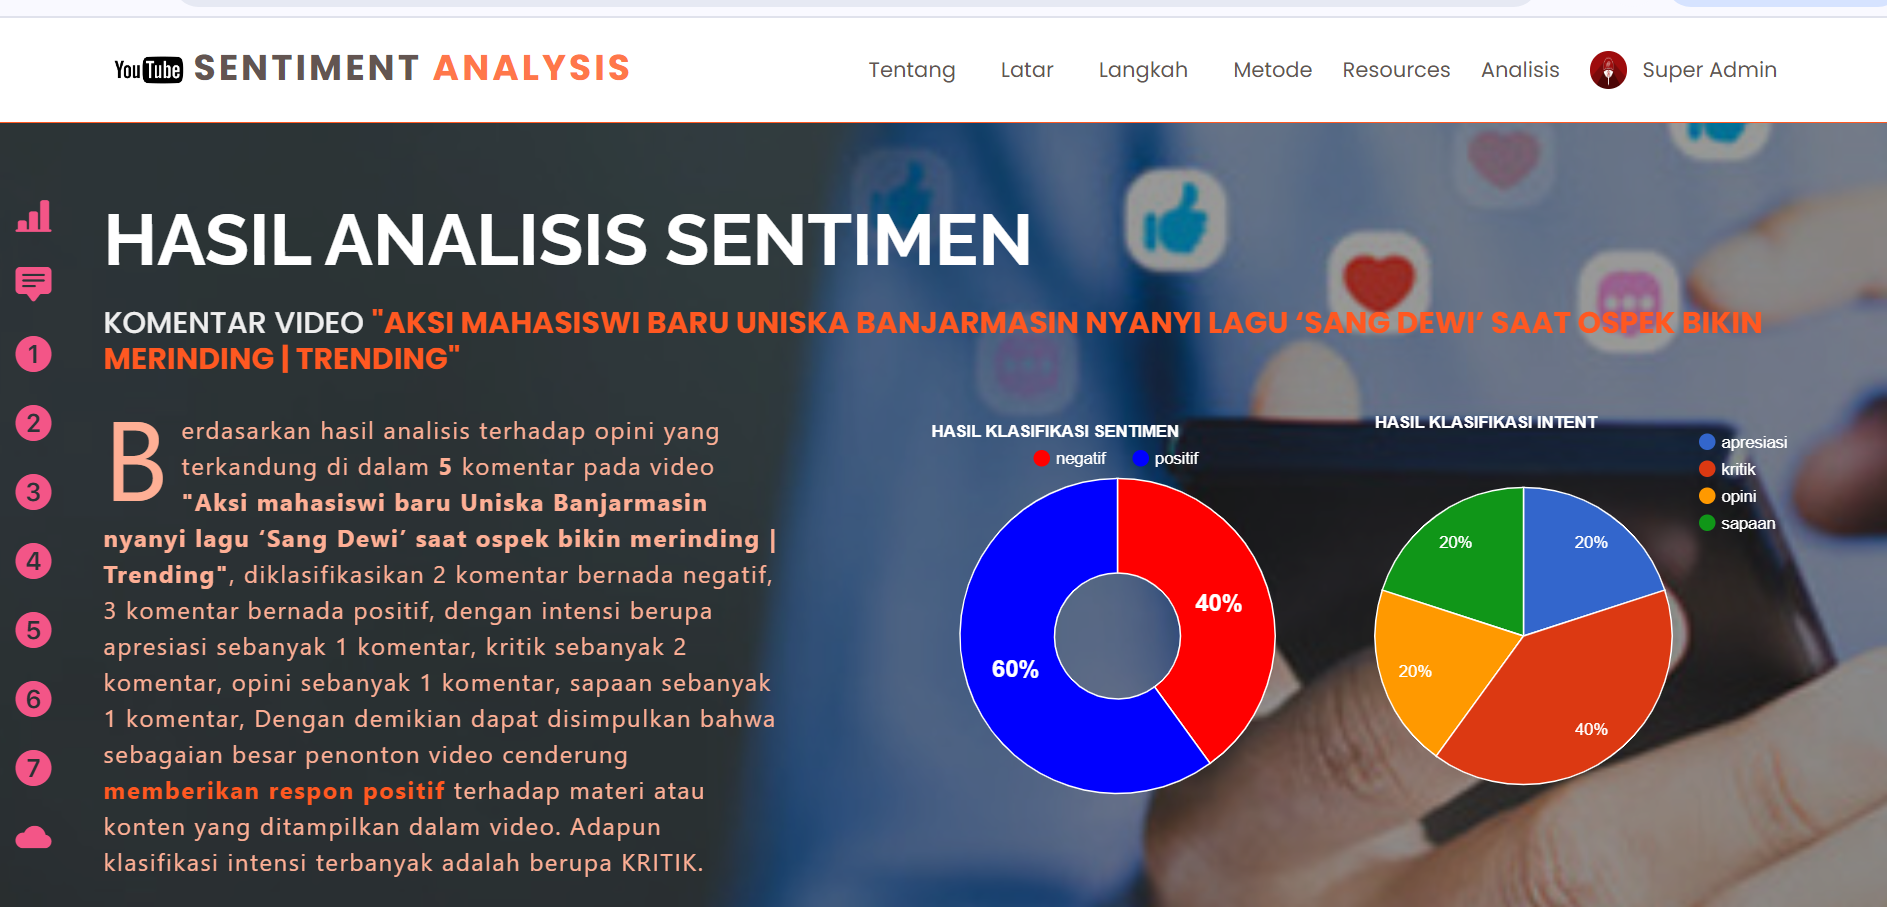 YouTube SENTIMENT ANALYSIS
Tentang Latar Langkah Metode Resources Analisis Super Admin
HASIL ANALISIS SENTIMEN
KOMENTAR VIDEO "AKSI MAHASISWI BARU UNISKA BANJARMASIN NYANYI LAGU ‘SANG DEWI’ SAAT OSPEK BIKIN
MERINDING | TRENDING"
1
2
3
4
5
6
7
Berdasarkan hasil analisis terhadap opini yang
terkandung di dalam 5 komentar pada video
"Aksi mahasiswi baru Uniska Banjarmasin
nyanyi lagu ‘Sang Dewi’ saat ospek bikin merinding |
Trending", diklasifikasikan 2 komentar bernada negatif,
3 komentar bernada positif, dengan intensi berupa
apresiasi sebanyak 1 komentar, kritik sebanyak 2
komentar, opini sebanyak 1 komentar, sapaan sebanyak
1 komentar, Dengan demikian dapat disimpulkan bahwa
sebagaian besar penonton video cenderung
memberikan respon positif terhadap materi atau
konten yang ditampilkan dalam video. Adapun
klasifikasi intensi terbanyak adalah berupa KRITIK.
HASIL KLASIFIKASI SENTIMEN
negatif positif
40%
60%
HASIL KLASIFIKASI INTENT
apresiasi
kritik
opini
sapaan
20%
20%
20%
40%